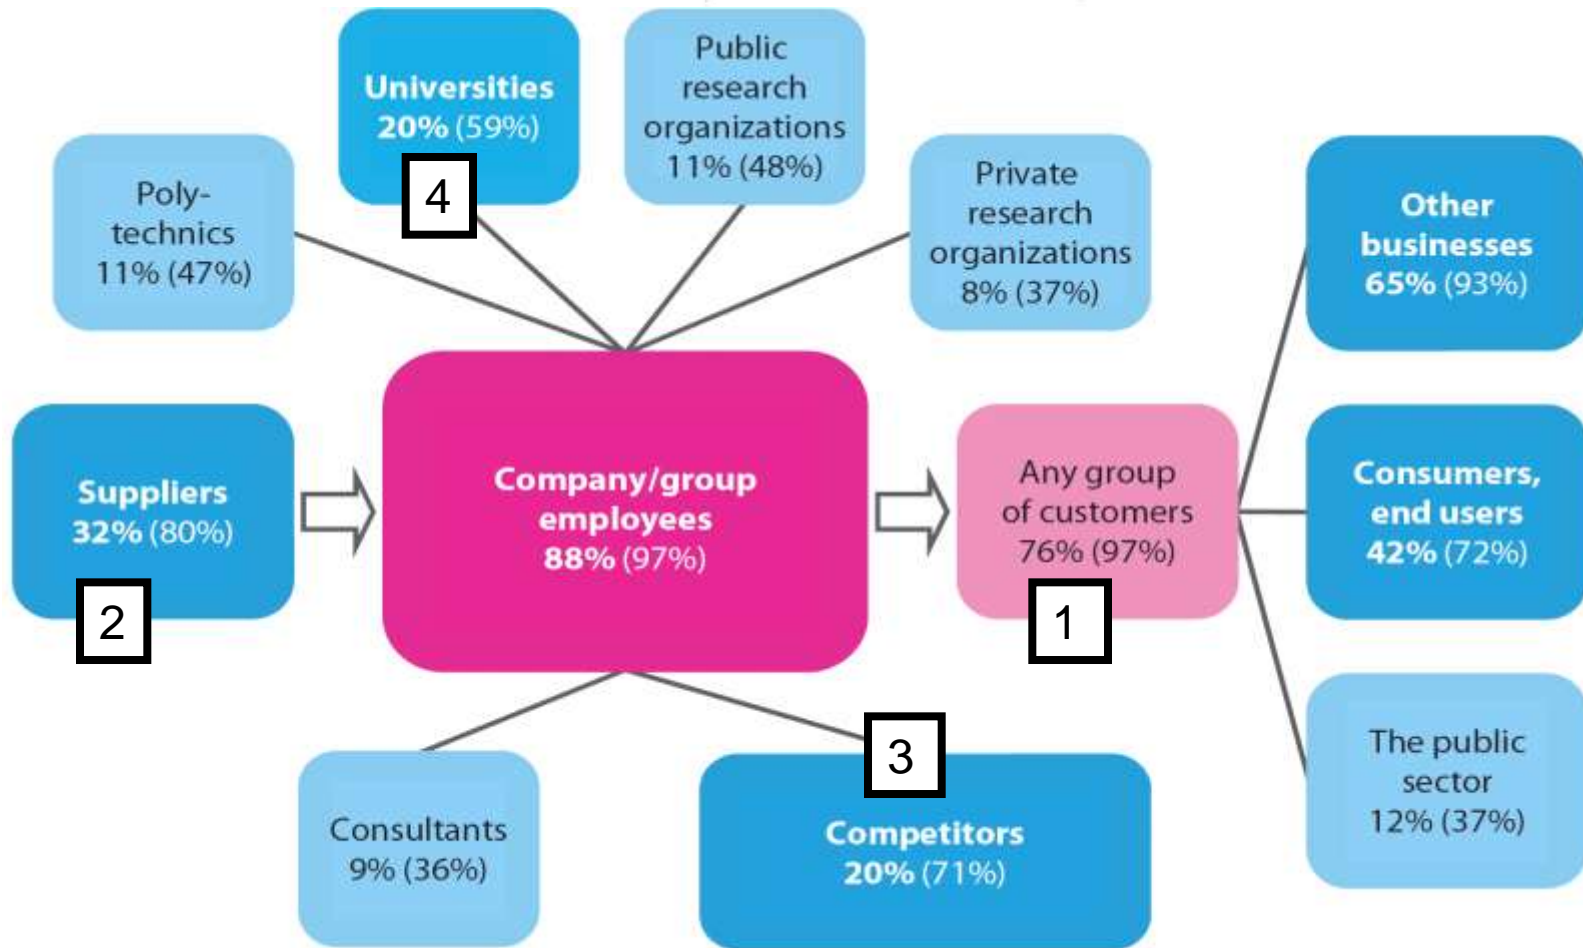 Universities
20% (59%)
4
Public
research
organizations
11% (48%)
Poly-
technics
11% (47%)
Private
research
organizations
8% (37%)
Other
businesses
65% (93%)
Suppliers
32% (80%)
2
Company/group
employees
88% (97%)
Any group
of customers
76% (97%)
1
Consumers,
end users
42% (72%)
The public
sector
12% (37%)
Consultants
9% (36%)
3
Competitors
20% (71%)